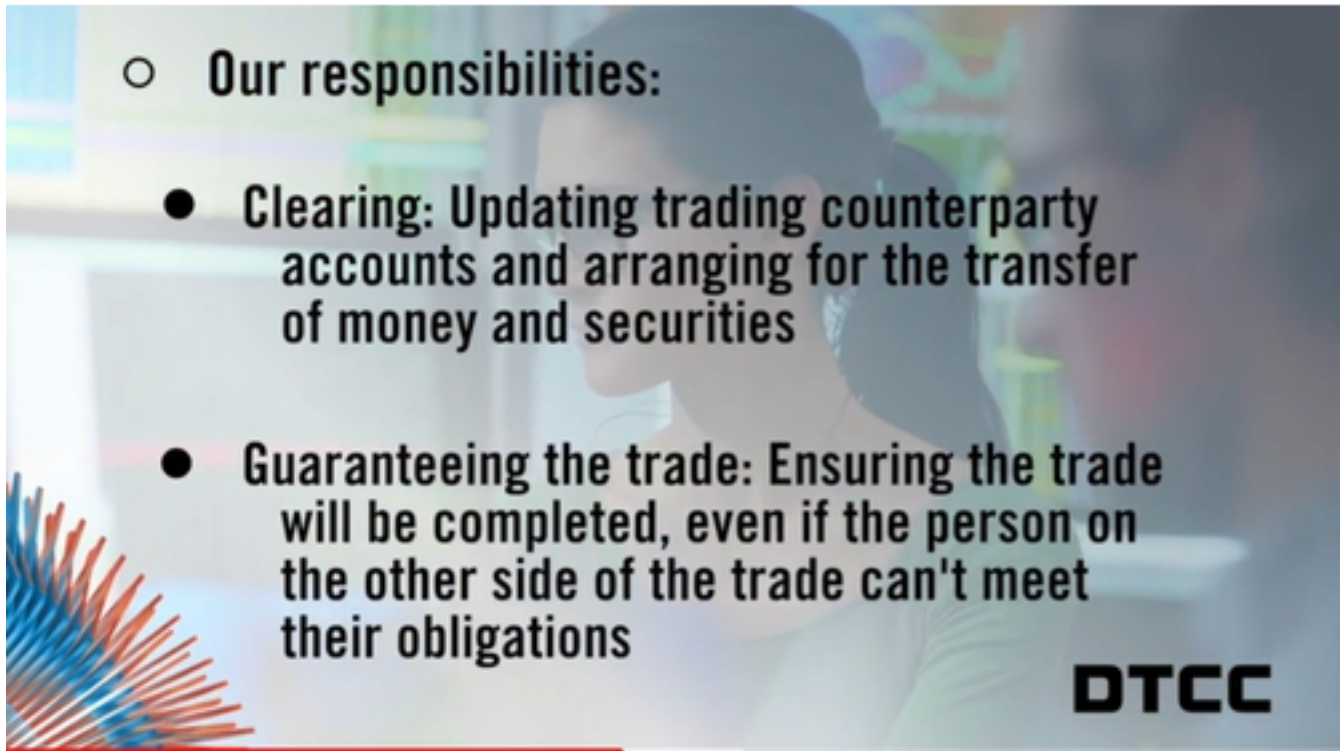 Our responsibilities:
Clearing: Updating trading counterparty
accounts and arranging for the transfer
of money and securities
Guaranteeing the trade: Ensuring the trade
will be completed, even if the person on
the other side of the trade can't meet
their obligations
DTCC